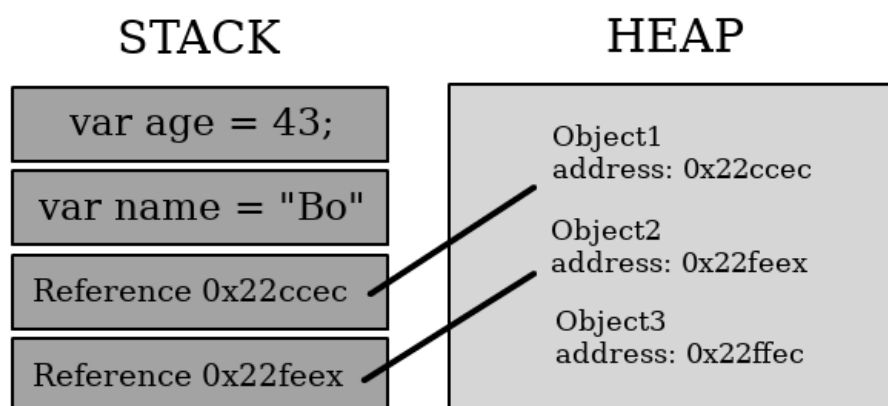 STACK
var age = 43;
var name = "Bo"
Reference 0x22ccec
Reference 0x22feex
HEAP
Object1
address: 0x22ccec
Object2
address: 0x22feex
Object3
address: 0x22ffec